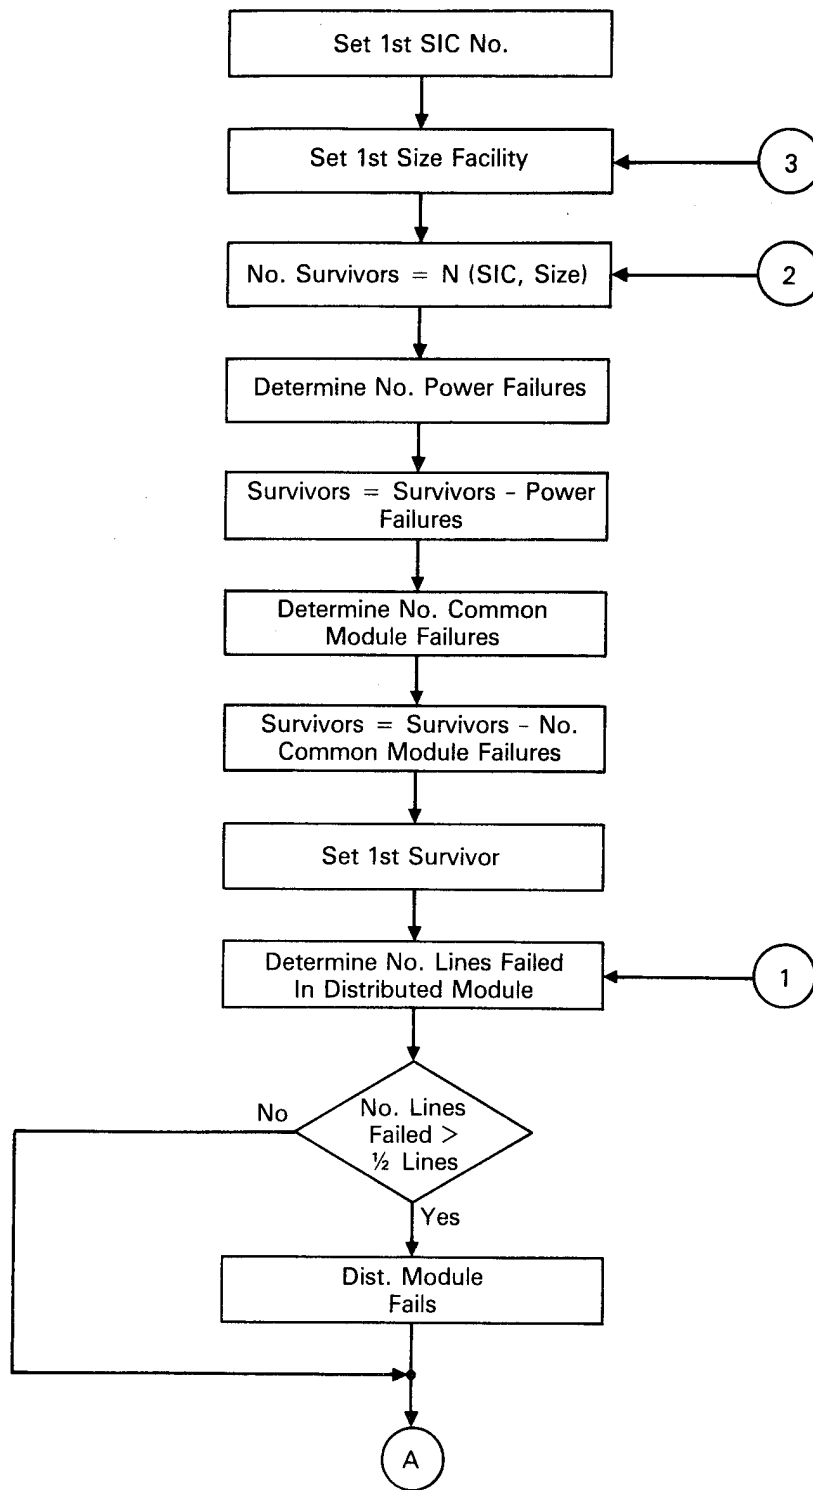 Set 1st SIC No.
Set 1st Size Facility
3
No. Survivors = N (SIC, Size)
2
Determine No. Power Failures
Survivors = Survivors - Power
Failures
Determine No. Common
Module Failures
Survivors = Survivors - No.
Common Module Failures
Set 1st Survivor
Determine No. Lines Failed
In Distributed Module
1
No
No. Lines
Failed >
½ Lines
Yes
Dist. Module
Fails
A